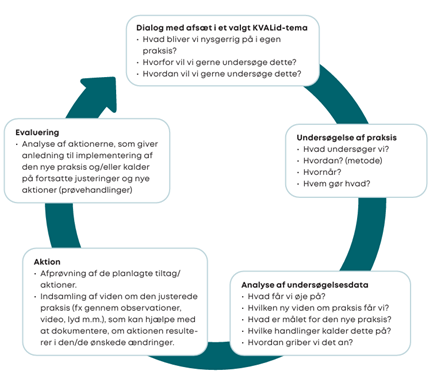 Dialog med afsæt i et valgt KVALid-tema
· Hvad bliver vi nysgerrig på i egen
praksis?
· Hvorfor vil vi gerne undersøge dette?
· Hvordan vil vi gerne undersøge dette?
Undersøgelse af praksis
· Hvad undersøger vi?
· Hvordan? (metode)
· Hvornår?
· Hvem gør hvad?
Analyse af undersøgelsesdata
· Hvad får vi øje på?
· Hvilken ny viden om praksis får vi?
· Hvad er målet for den nye praksis?
· Hvilke handlinger kalder dette på?
· Hvordan griber vi det an?
Aktion
· Afprøvning af de planlagte tiltag/
aktioner.
· Indsamling af viden om den justerede
praksis (fx gennem observationer,
video, lyd m.m.), som kan hjælpe med
at dokumentere, om aktionen resulte-
rer i den/de ønskede ændringer.
Evaluering
· Analyse af aktionerne, som giver
anledning til implementering af
den nye praksis og/eller kalder
på fortsatte justeringer og nye
aktioner (prøvehandlinger)